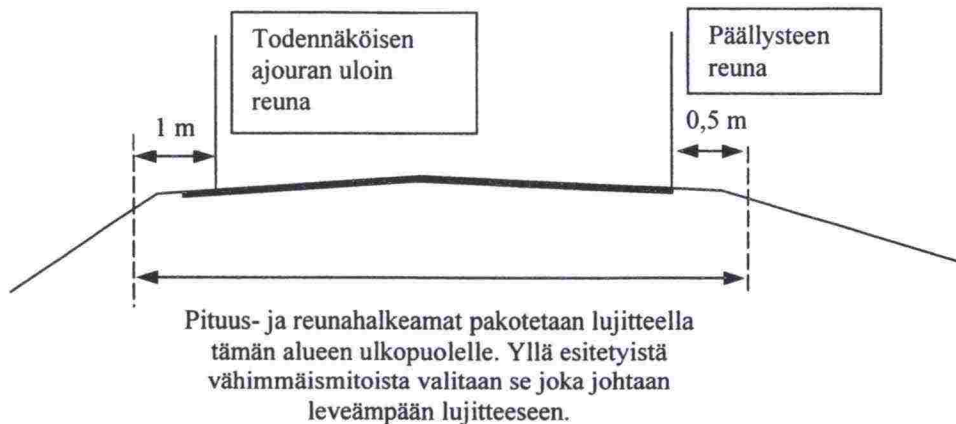 Todennäköisen
ajouran uloin
reuna
Päällysteen
reuna
1 m
0,5 m
Pituus- ja reunahalkeamat pakotetaan lujitteella
tämän alueen ulkopuolelle. Yllä esitetyistä
vähimmäismitoista valitaan se joka johtaan
leveämpään lujitteeseen.